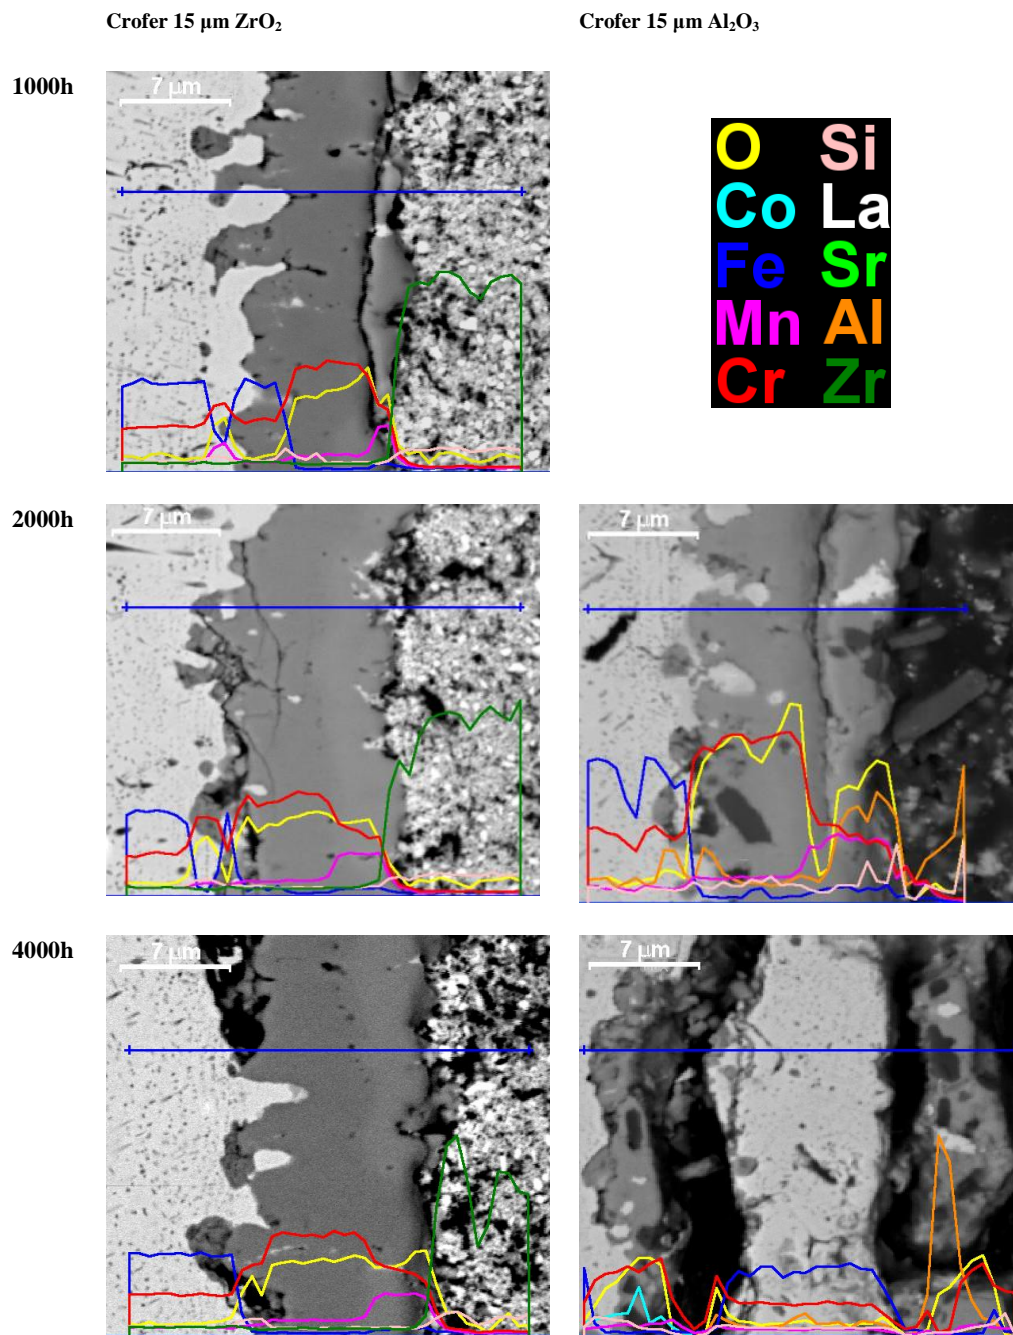 Crofer 15 µm ZrO₂
Crofer 15 µm Al₂O₃
1000h
7 µm
O Si
Co La
Fe Sr
Mn Al
Cr Zr
2000h
7 µm
7 µm
4000h
7 µm
7 µm